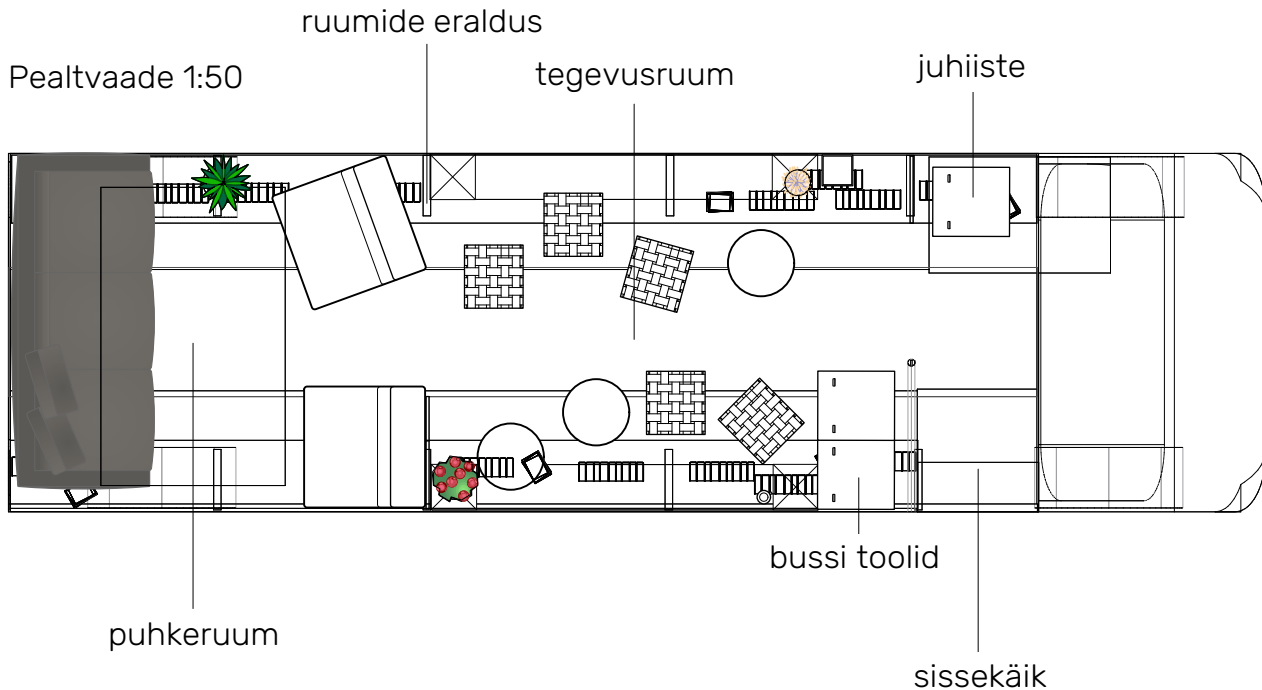 ruumide eraldus
Pealtvaade 1:50
tegevusruum
juhiiste
bussi toolid
puhkeruum
sissekäik